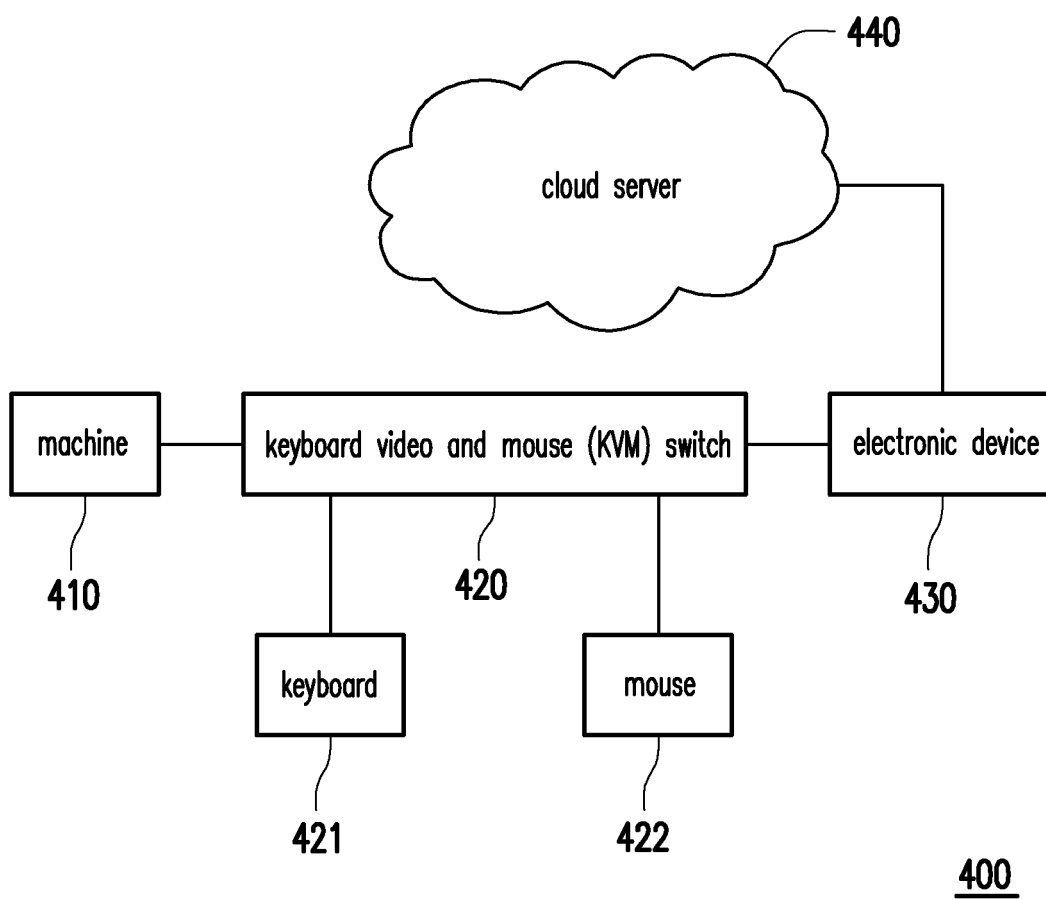 440
cloud server
machine
keyboard video and mouse (KVM) switch
electronic device
410
420
430
keyboard
mouse
421
422
400